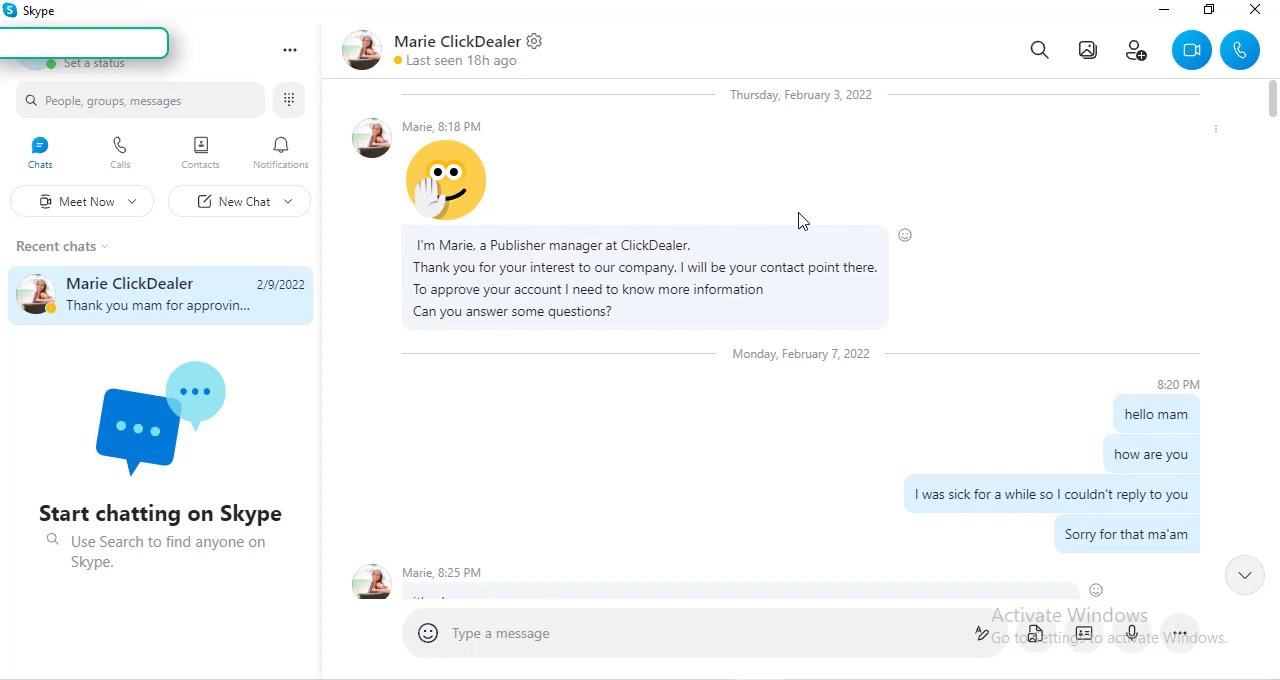 Skype
Set a status
People, groups, messages
Chats
Calls
Contacts
Notifications
Meet Now
New Chat
Recent chats
Marie ClickDealer
2/9/2022
Thank you mam for approvin...
Start chatting on Skype
Use Search to find anyone on
Skype.
Marie ClickDealer
Last seen 18h ago
Thursday, February 3, 2022
Marie, 8:18 PM
I'm Marie, a Publisher manager at ClickDealer.
Thank you for your interest to our company. I will be your contact point there.
To approve your account I need to know more information
Can you answer some questions?
Monday, February 7, 2022
8:20 PM
hello mam
how are you
I was sick for a while so I couldn't reply to you
Sorry for that ma'am
Marie, 8:25 PM
Type a message
Activate Windows
Go to Settings to activate Windows.